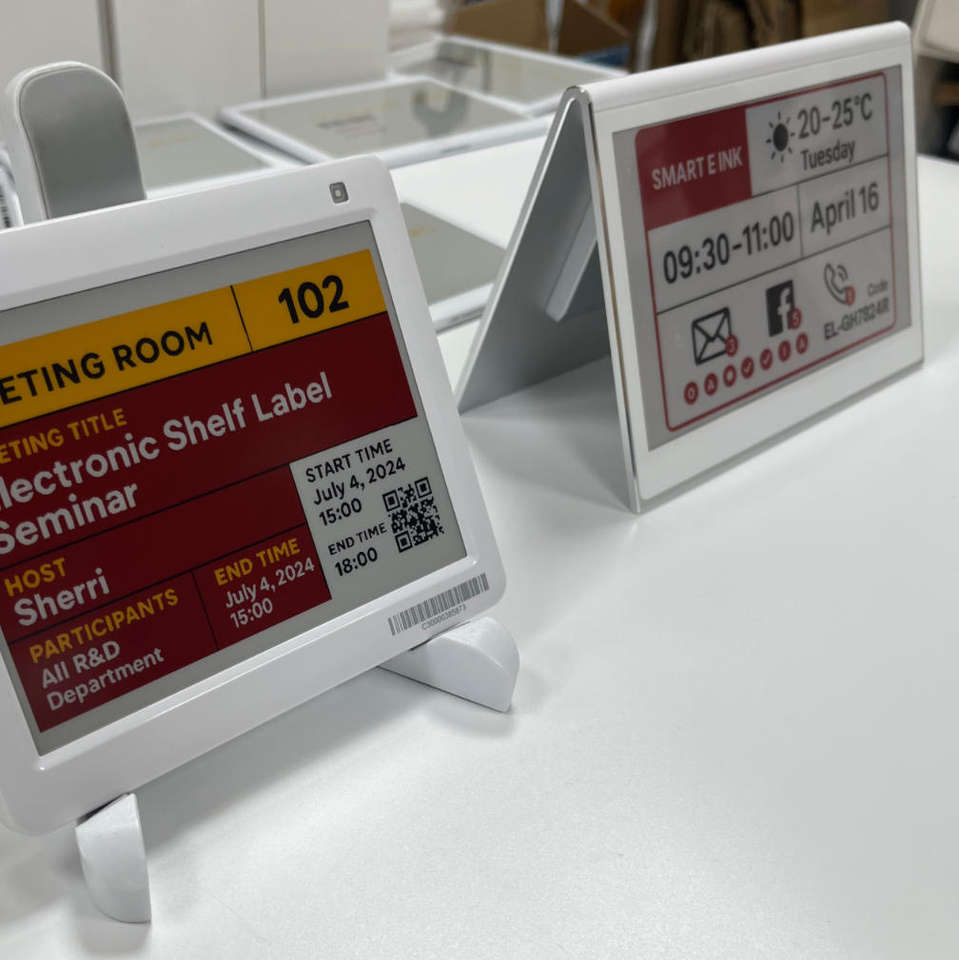 ETING ROOM
102
ETING TITLE
lectronic Shelf Label
Seminar
HOST
Sherri
PARTICIPANTS
All R&D
Department
END TIME
July 4, 2024
15:00
START TIME
July 4, 2024
15:00
END TIME
18:00
SMART E INK
20-25°C
Tuesday
09:30-11:00
April 16
Code
EL-GH7824R